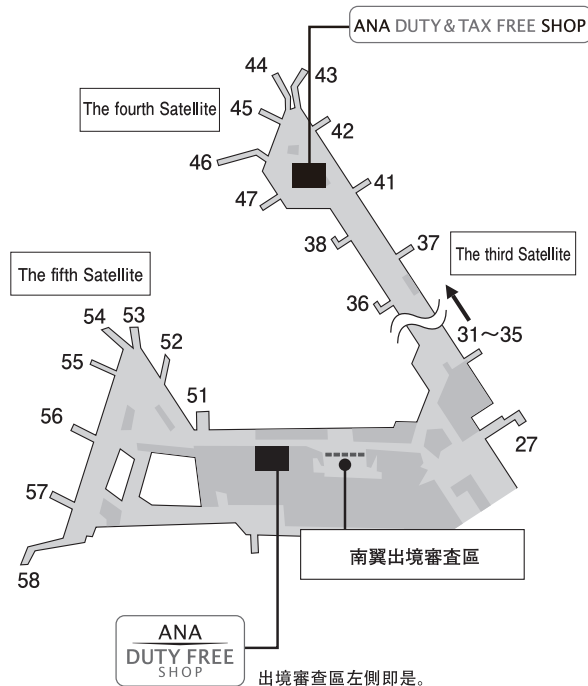 ANA DUTY & TAX FREE SHOP
44
43
The fourth Satellite
45
42
46
41
47
38
37
The third Satellite
The fifth Satellite
36
54
53
31～35
52
55
51
56
27
57
南翼出境審査區
58
ANA
DUTY FREE
SHOP
出境審査區左側即是。